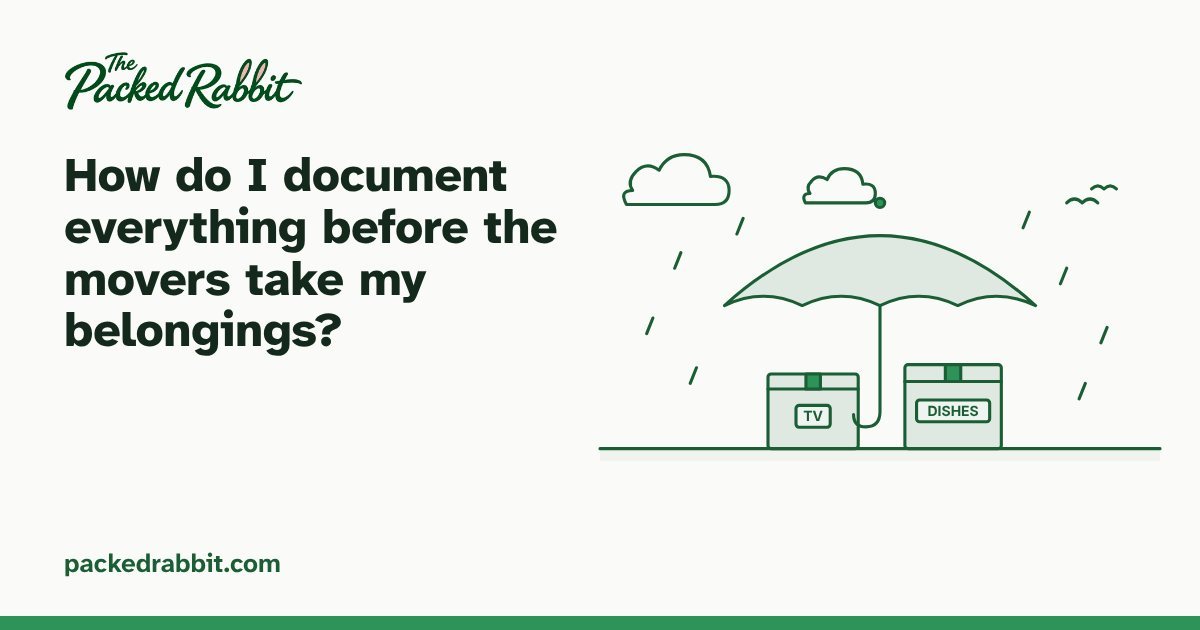 The
Packed Rabbit
How do I document
everything before the
movers take my
belongings?
TV
DISHES
packedrabbit.com